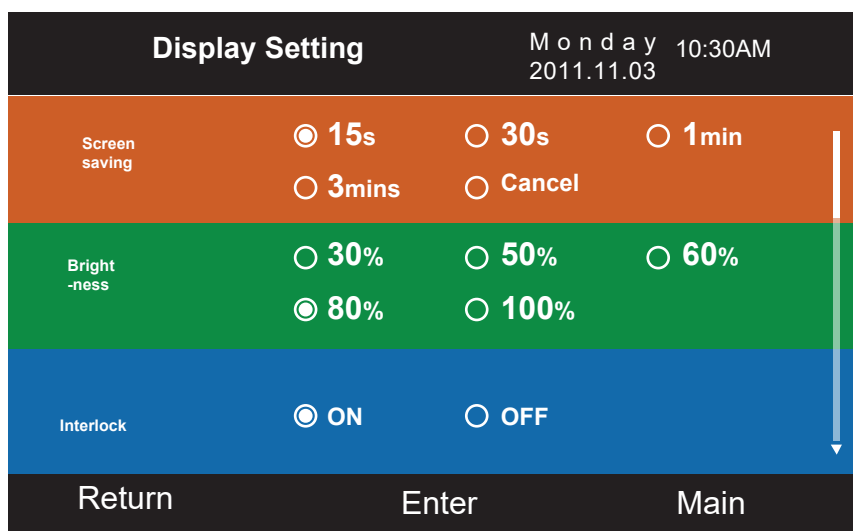 Display Setting
Monday 10:30AM
2011.11.03
Screen
saving
15s 30s 1min
3mins Cancel
Bright
-ness
30% 50% 60%
80% 100%
Interlock
ON OFF
Return Enter Main